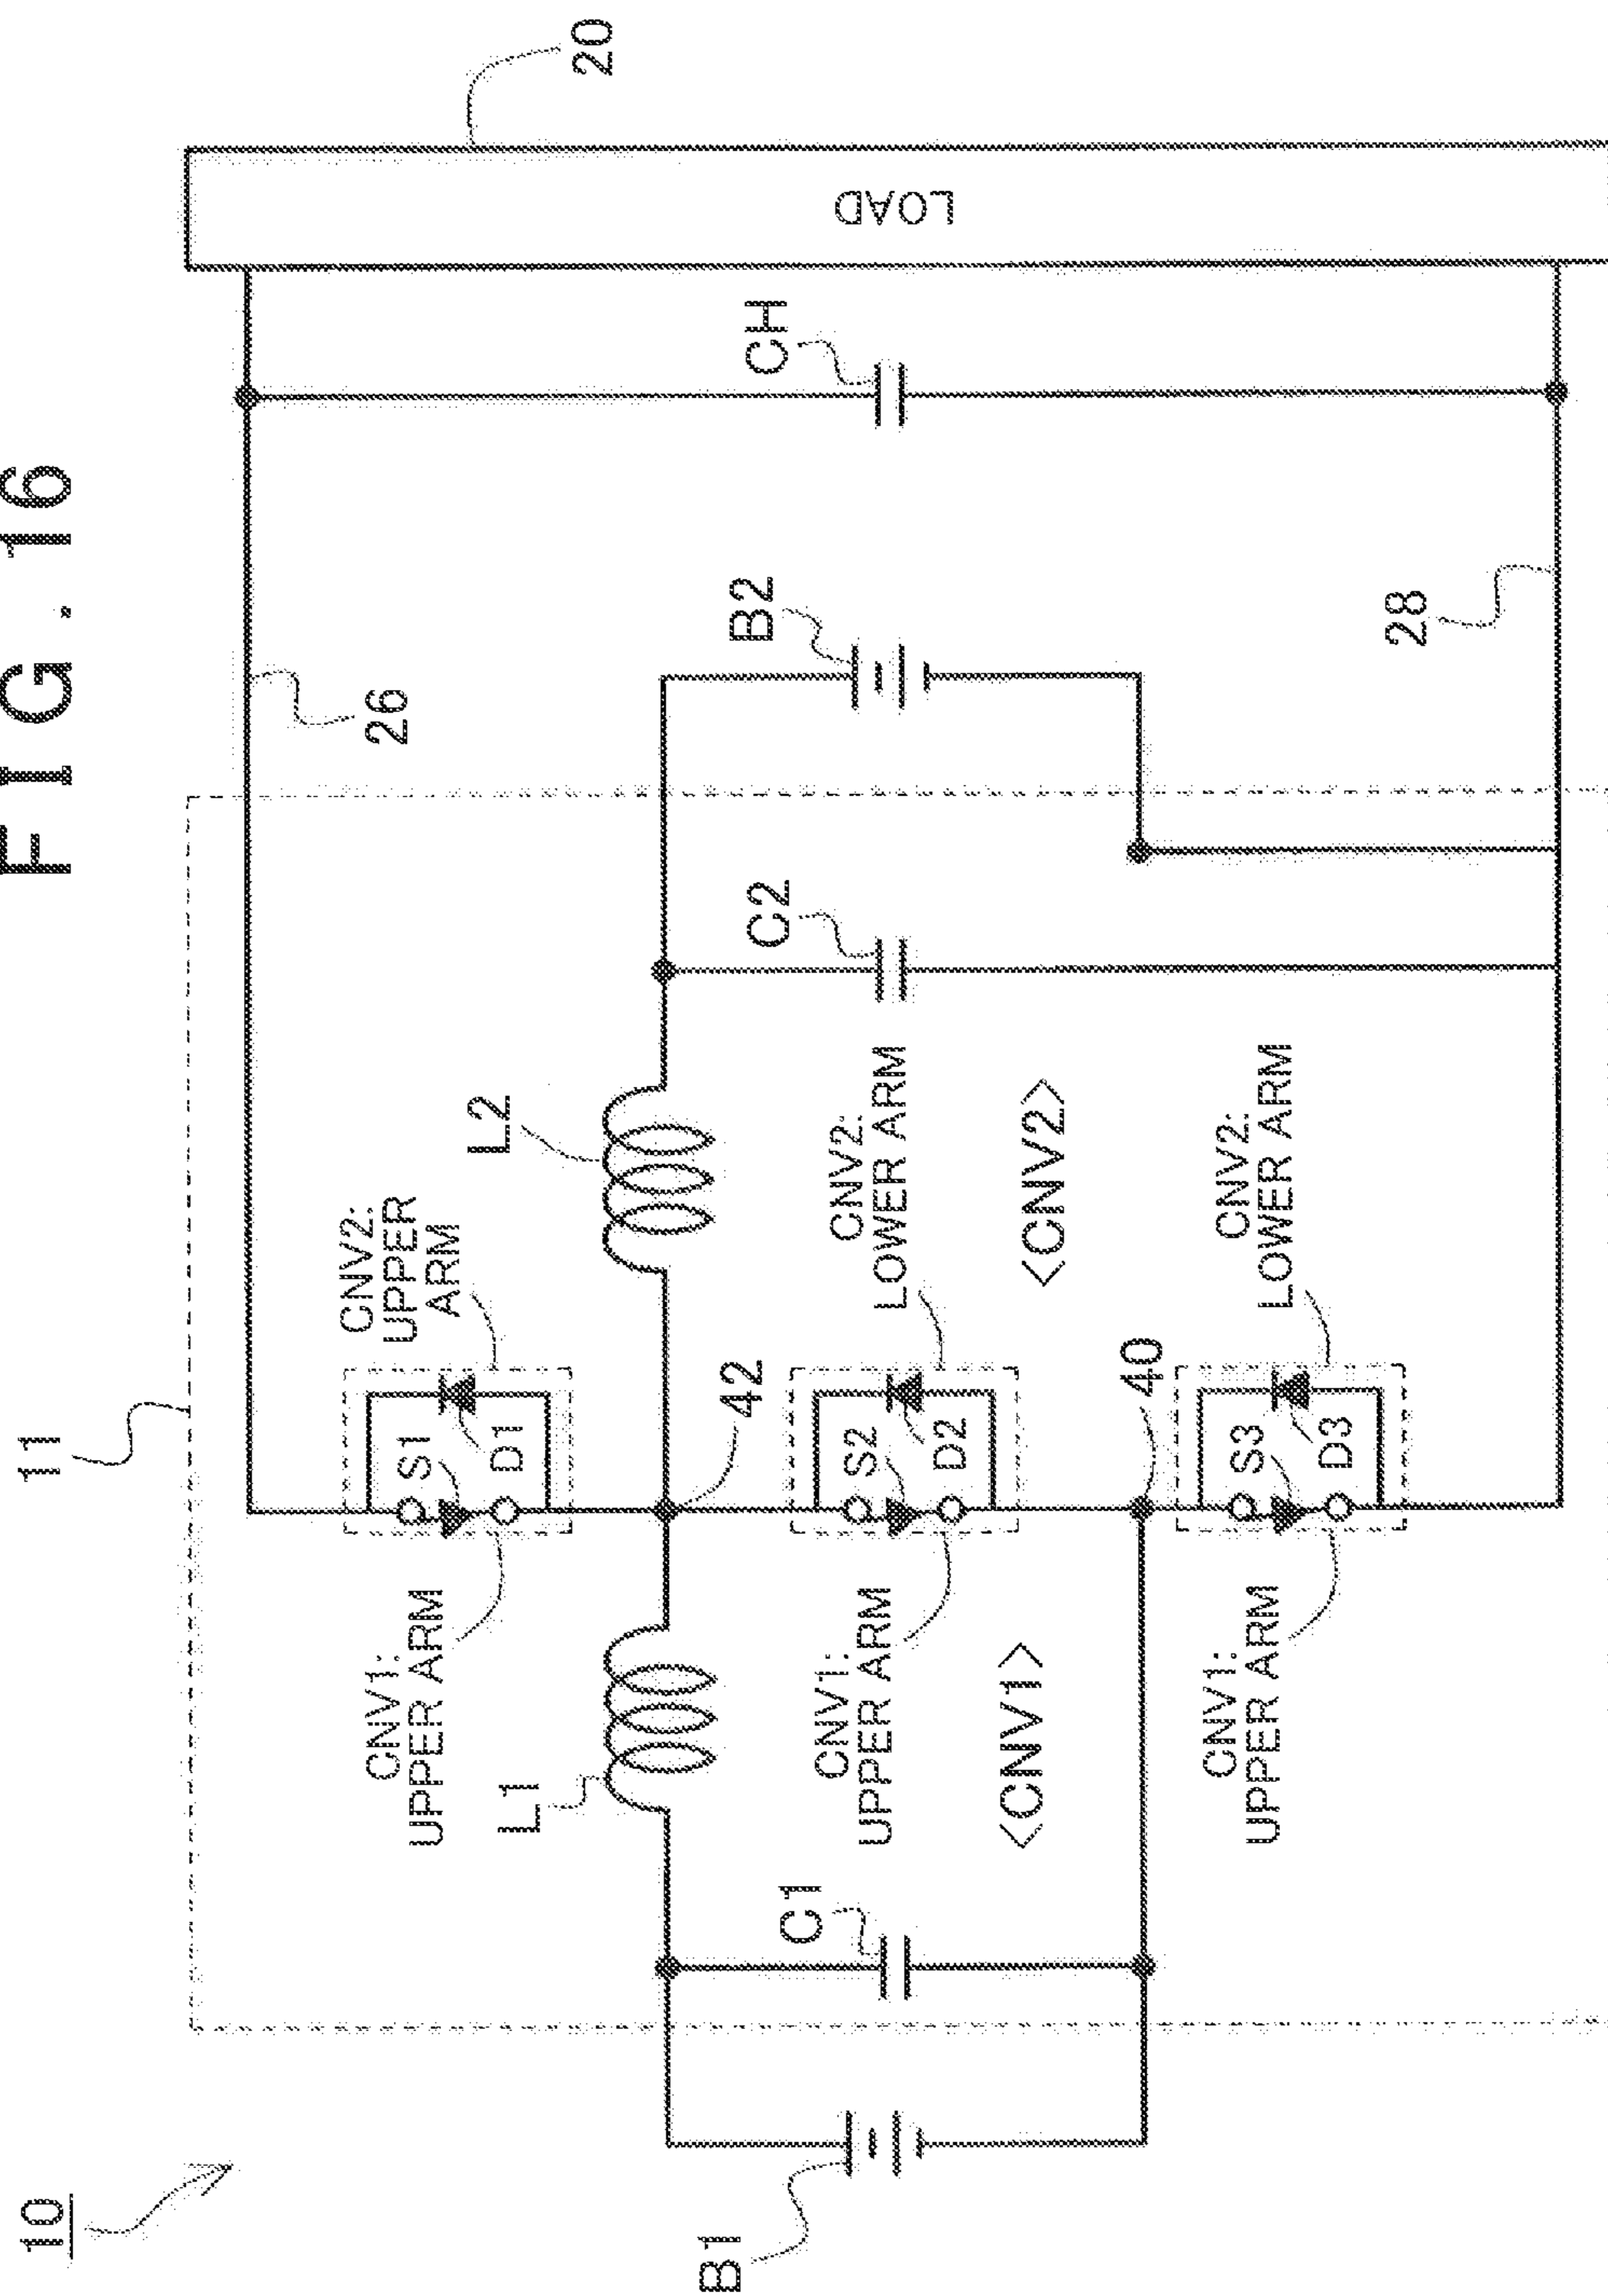 FIG.16
10
11
20
26
28
CNV1:
UPPER ARM
S1
D1
CNV2:
UPPER
ARM
L1
L2
42
B1
C1
CNV1:
UPPER ARM
S2
D2
CNV2:
LOWER ARM
C2
B2
CH
LOAD
<CNV1>
<CNV2>
40
CNV1:
UPPER ARM
S3
D3
CNV2:
LOWER ARM